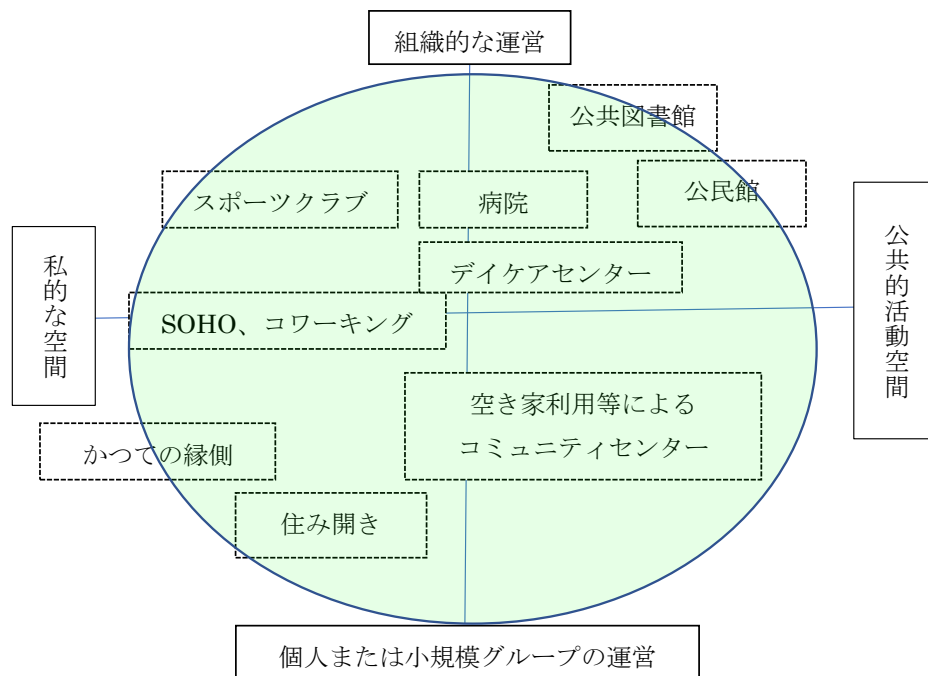 組織的な運営
公共図書館
公民館
スポーツクラブ
病院
公共的活動空間
私的な空間
デイケアセンター
SOHO、コワーキング
空き家利用等による
コミュニティセンター
かつての縁側
住み開き
個人または小規模グループの運営